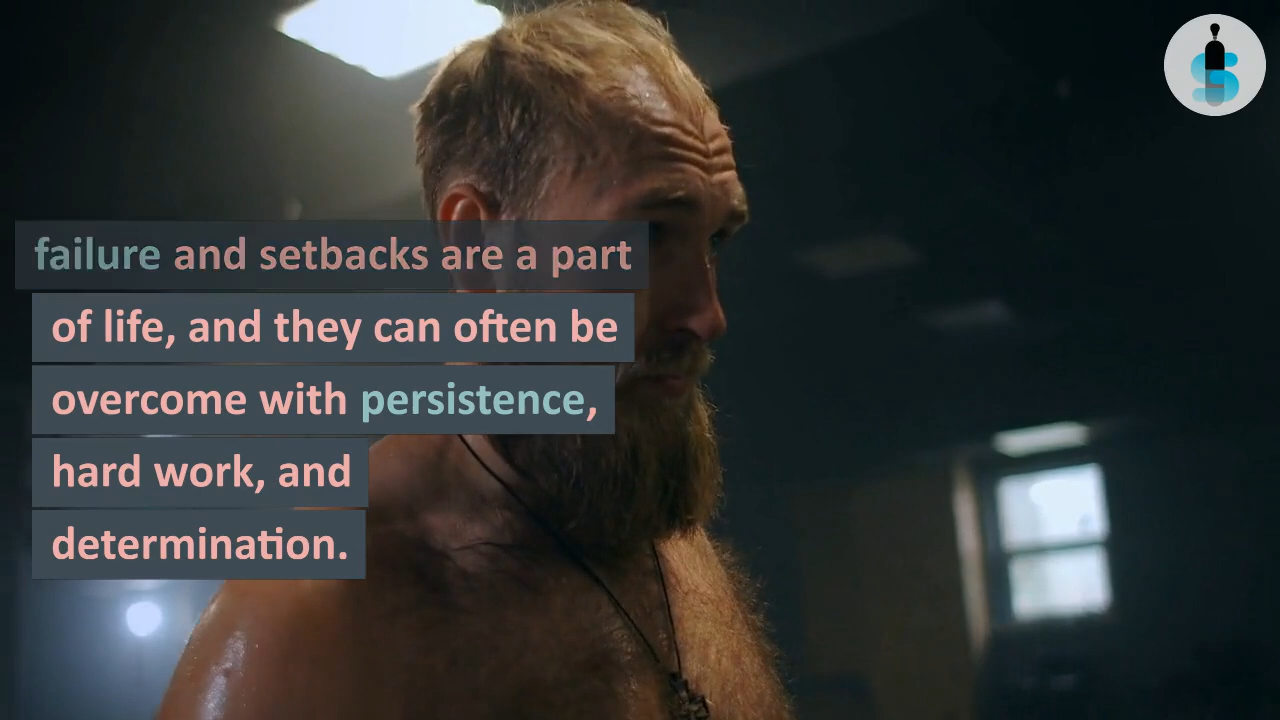 failure and setbacks are a part
of life, and they can often be
overcome with persistence,
hard work, and
determination.